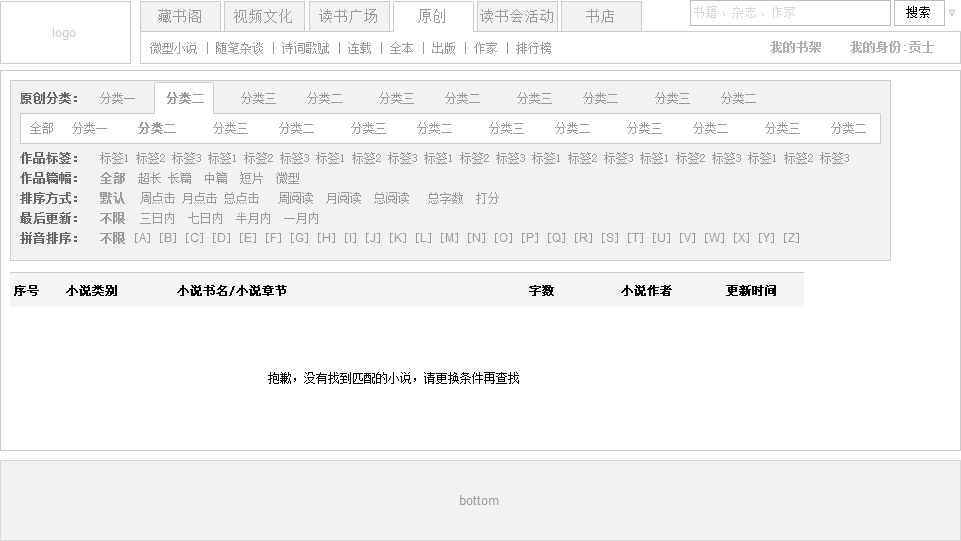 logo
藏书阁 视频文化 读书广场 原创 读书会活动 书店
书籍、杂志、作家 搜索
微型小说 | 随笔杂谈 | 诗词歌赋 | 连载 | 全本 | 出版 | 作家 | 排行榜 我的书架 我的身份:贡士
原创分类： 分类一 分类二 分类三 分类二 分类三 分类二 分类三 分类二 分类三 分类二
全部 分类一 分类二 分类三 分类二 分类三 分类二 分类三 分类二 分类三 分类二 分类三 分类二
作品标签： 标签1 标签2 标签3 标签1 标签2 标签3 标签1 标签2 标签3 标签1 标签2 标签3 标签1 标签2 标签3 标签1 标签2 标签3 标签1 标签2 标签3
作品篇幅： 全部 超长 长篇 中篇 短片 微型
排序方式： 默认 周点击 月点击 总点击 周阅读 月阅读 总阅读 总字数 打分
最后更新： 不限 三日内 七日内 半月内 一月内
拼音排序： 不限 [A] [B] [C] [D] [E] [F] [G] [H] [I] [J] [K] [L] [M] [N] [O] [P] [Q] [R] [S] [T] [U] [V] [W] [X] [Y] [Z]
序号 小说类别 小说书名/小说章节 字数 小说作者 更新时间
抱歉，没有找到匹配的小说，请更换条件再查找
bottom